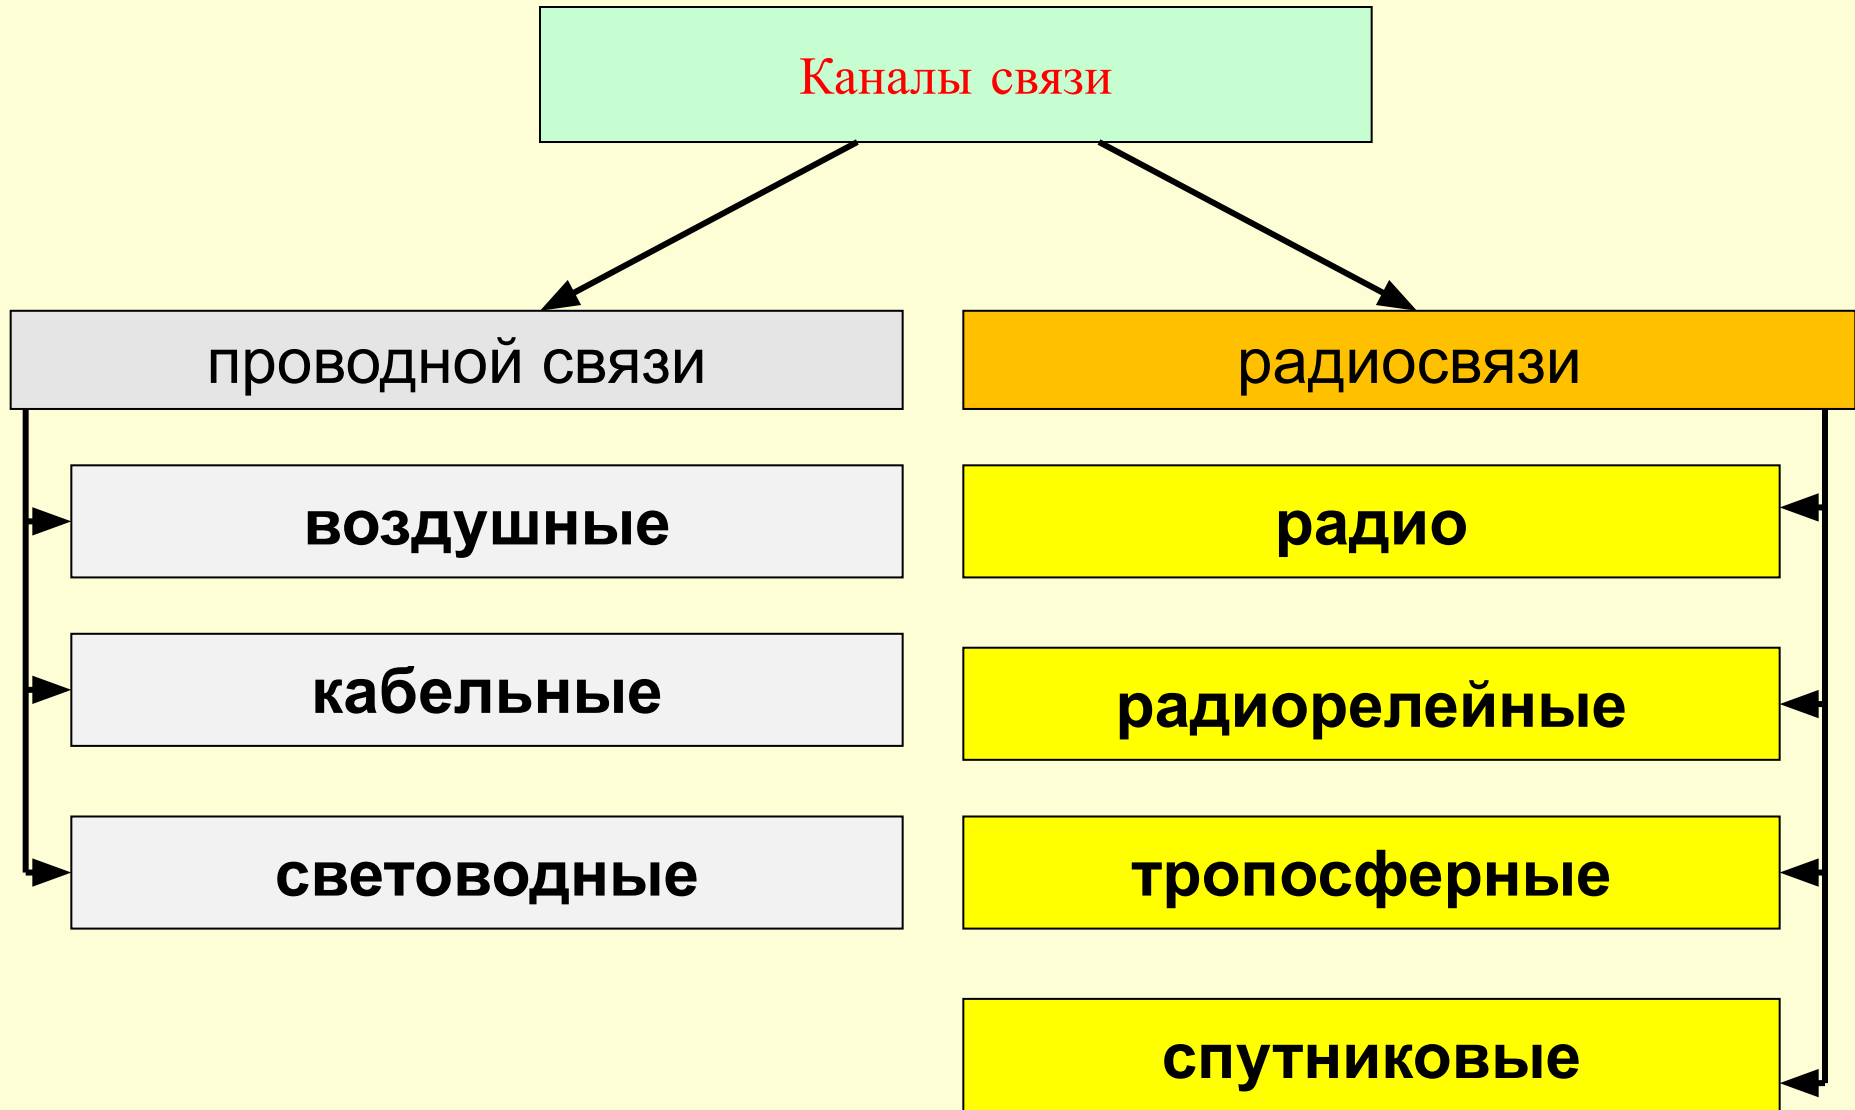 Каналы связи
проводной связи
воздушные
кабельные
световодные
радиосвязи
радио
радиорелейные
тропосферные
спутниковые